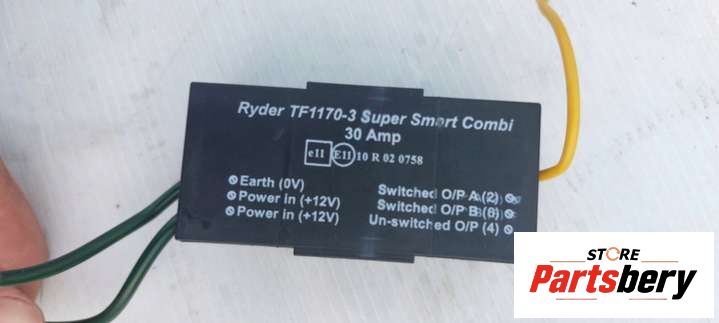 Ryder TF1170-3 Super Smart Combi
30 Amp
e11 E11 10 R 02 0758
Earth (0V)
Power in (+12V)
Power in (+12V)
Switched O/P A (2)
Switched O/P B (6)
Un-switched O/P (4)
STORE
Partsbery